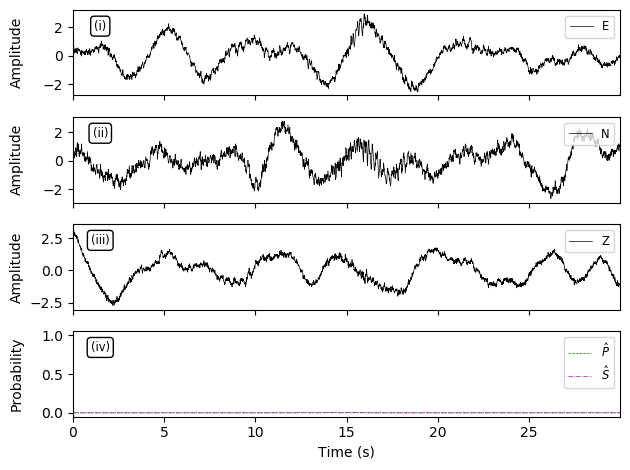 Amplitude
2
0
−2
(i)
E
Amplitude
2
0
−2
(ii)
N
Amplitude
2.5
0.0
−2.5
(iii)
Z
Probability
1.0
0.5
0.0
(iv)
P̂
Ŝ
0 5 10 15 20 25
Time (s)